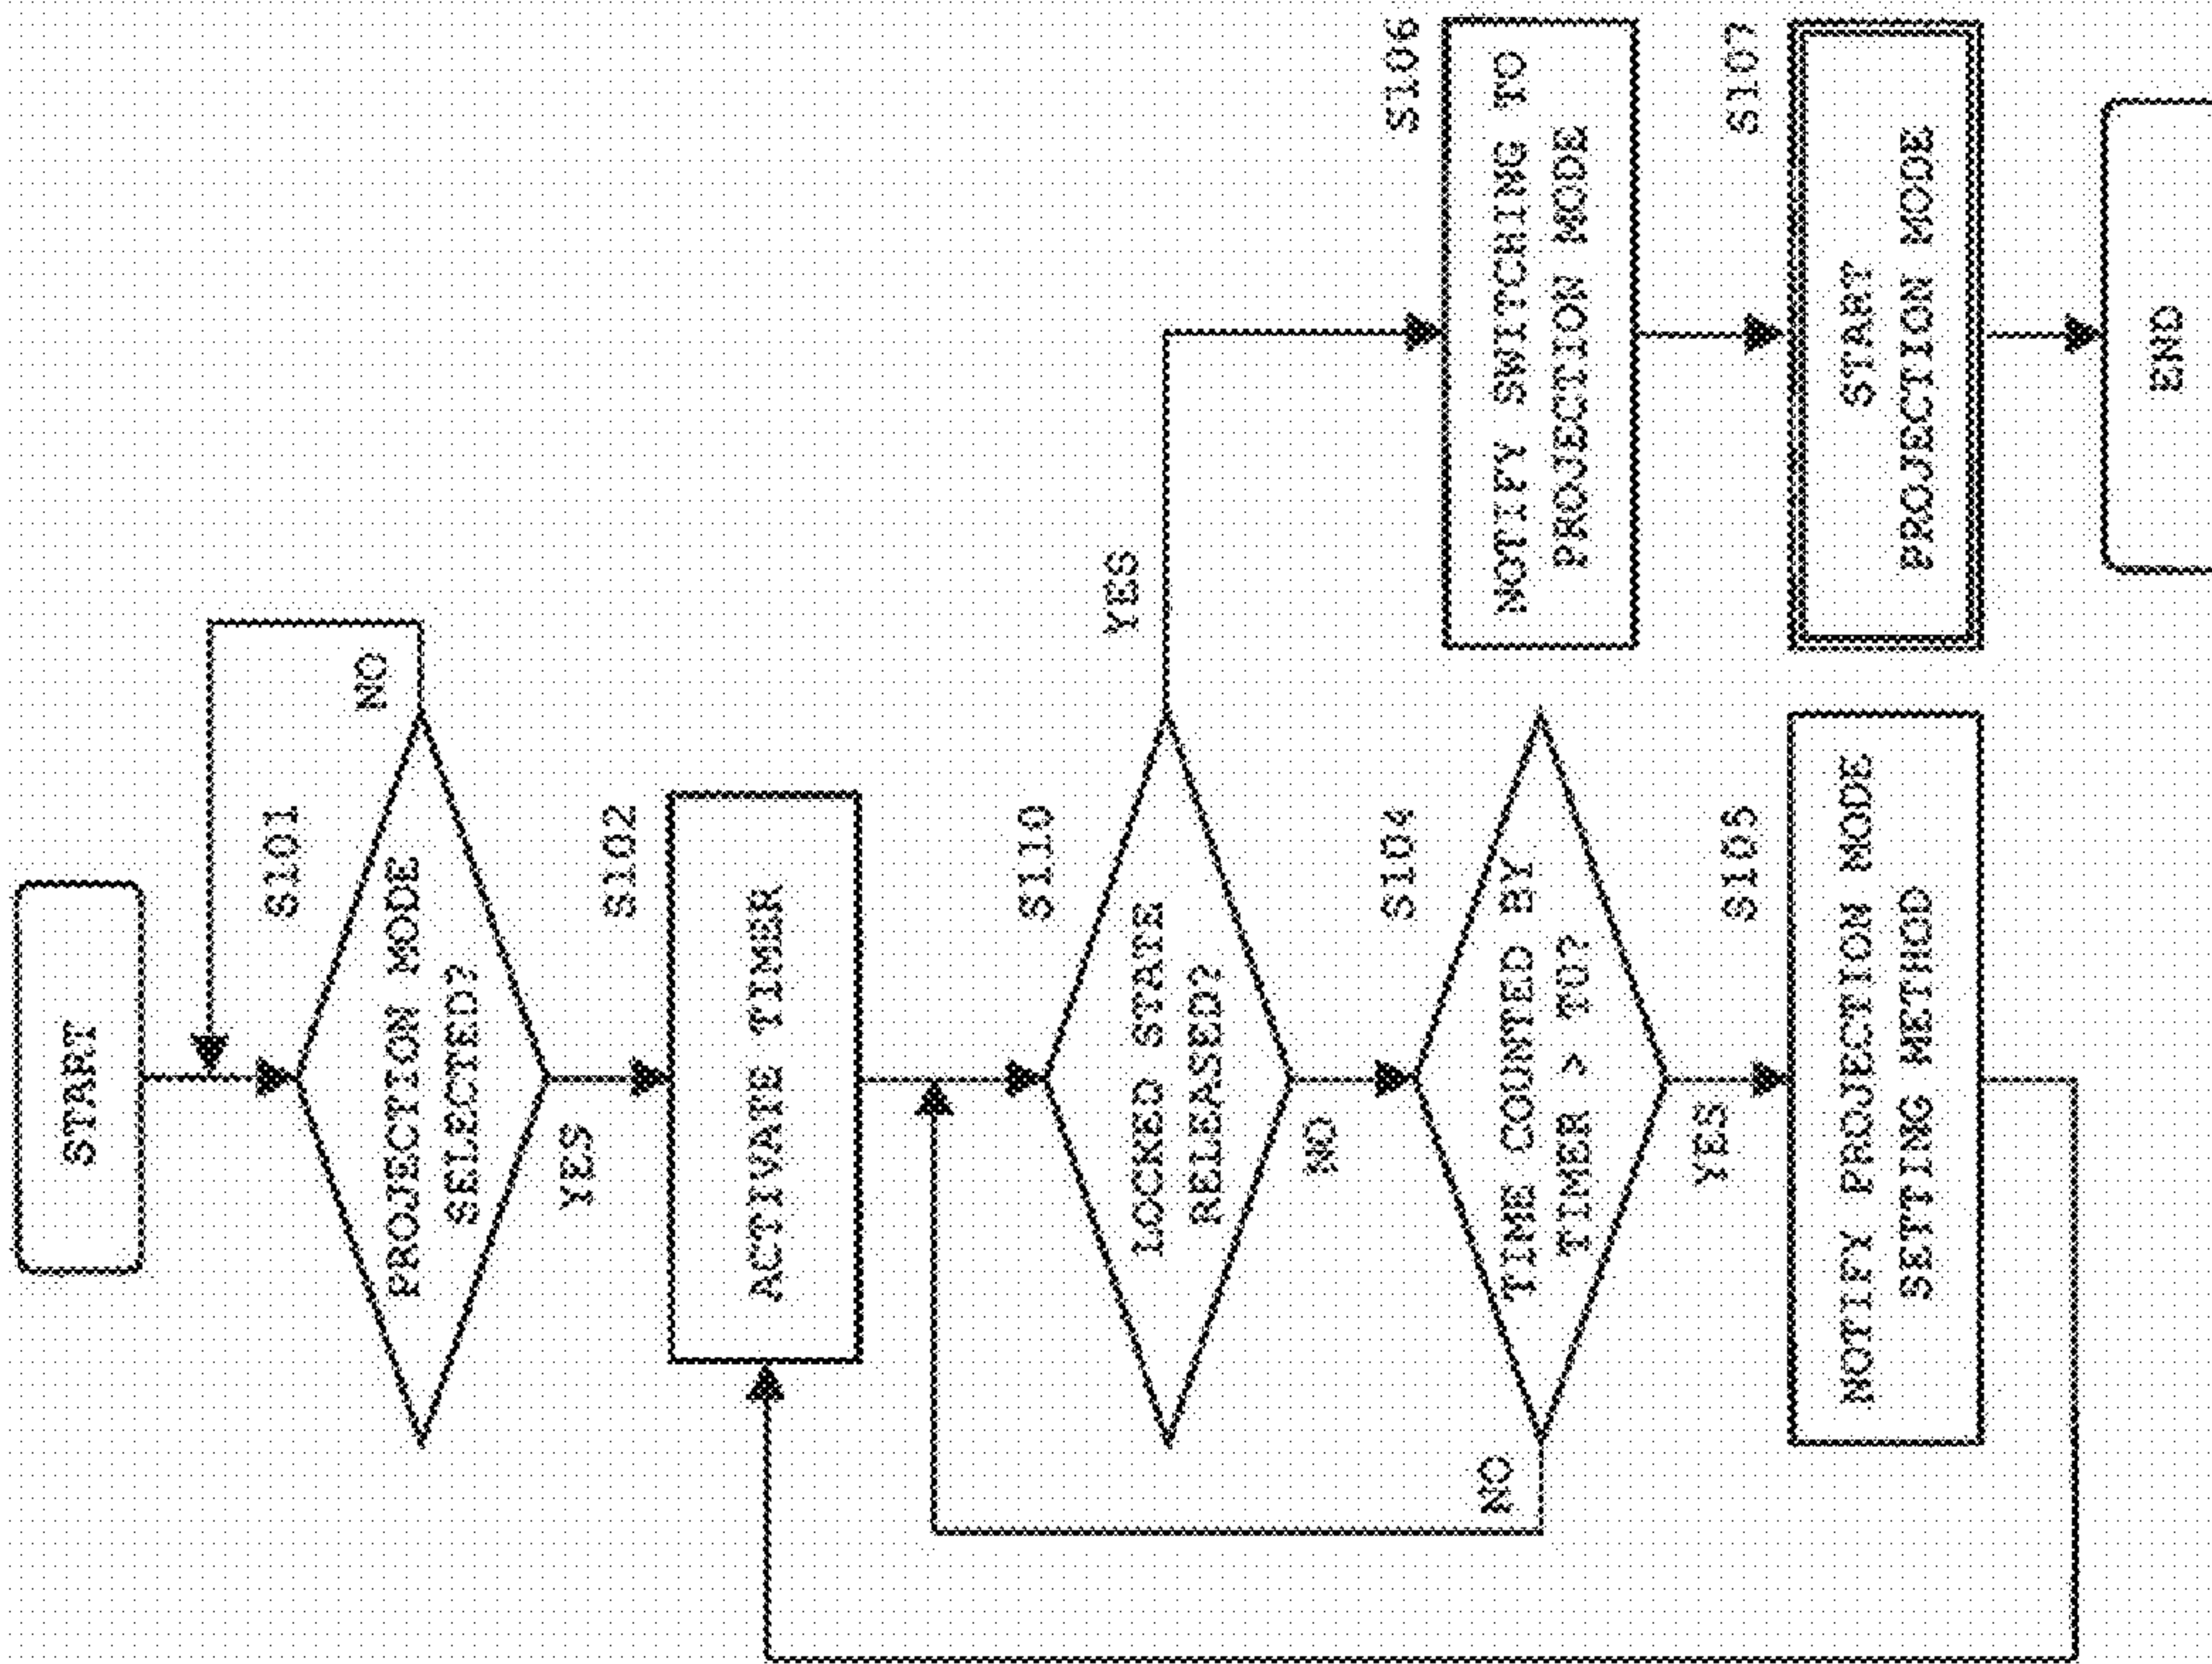 START
S101
PROJECTION MODE
SELECTED?
NO
YES
S102
ACTIVATE TIMER
S110
LOCKED STATE
RELEASED?
YES
NO
S104
TIME COUNTED BY
TIMER > T0?
NO
YES
S105
NOTIFY PROJECTION MODE
SETTING METHOD
S106
NOTIFY SWITCHING TO
PROJECTION MODE
S107
START
PROJECTION MODE
END